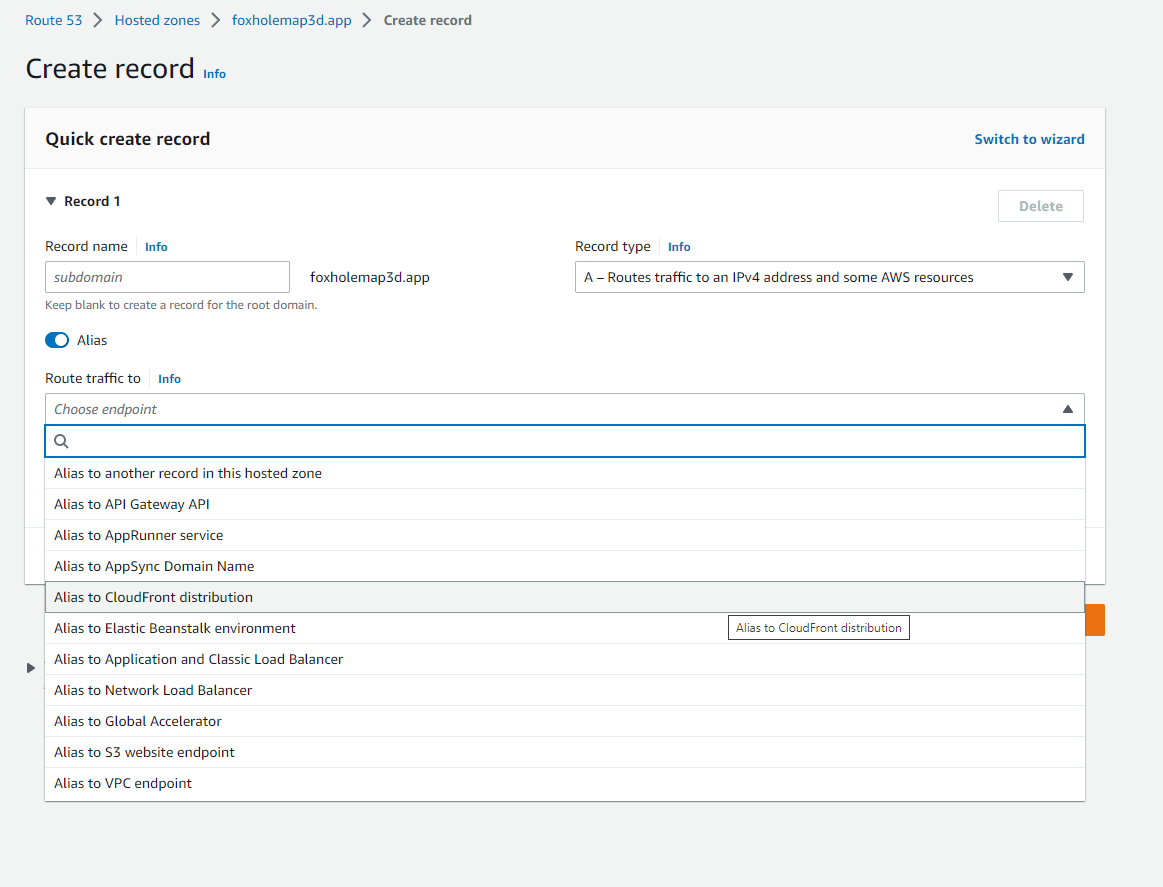 Route 53 > Hosted zones > foxholemap3d.app > Create record
Create record Info
Quick create record Switch to wizard
Record 1 Delete
Record name Info Record type Info
subdomain foxholemap3d.app A – Routes traffic to an IPv4 address and some AWS resources
Keep blank to create a record for the root domain.
Alias
Route traffic to Info
Choose endpoint
Alias to another record in this hosted zone
Alias to API Gateway API
Alias to AppRunner service
Alias to AppSync Domain Name
Alias to CloudFront distribution
Alias to Elastic Beanstalk environment Alias to CloudFront distribution
Alias to Application and Classic Load Balancer
Alias to Network Load Balancer
Alias to Global Accelerator
Alias to S3 website endpoint
Alias to VPC endpoint